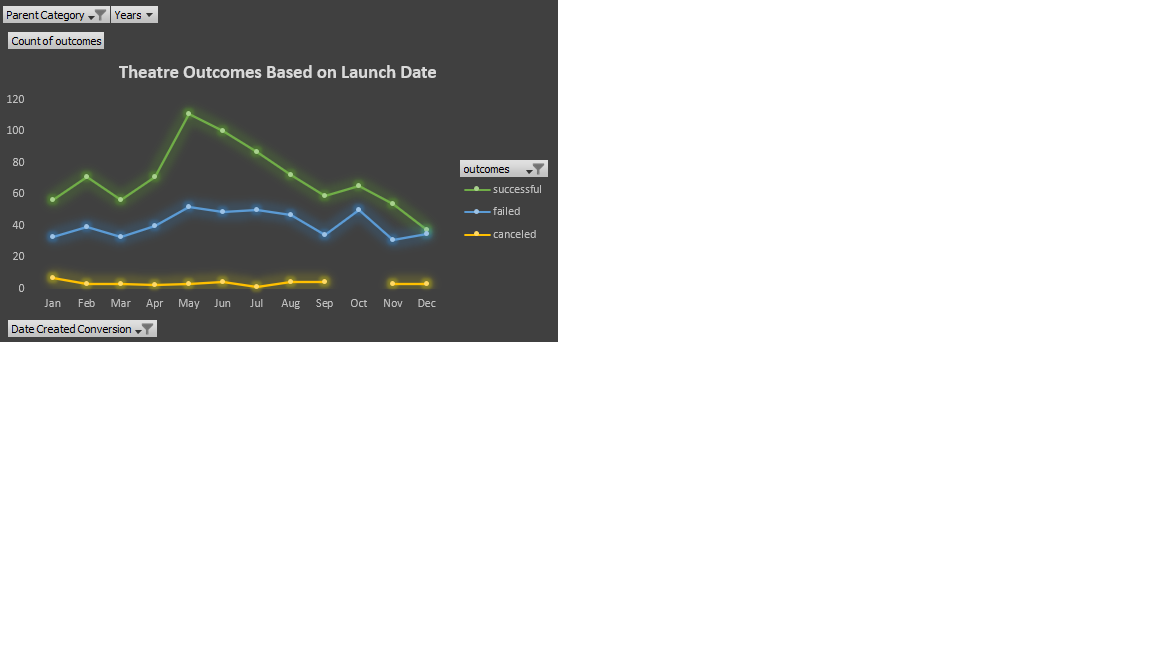 Parent Category Years
Count of outcomes
Theatre Outcomes Based on Launch Date
120
100
80
60
40
20
0
Jan Feb Mar Apr May Jun Jul Aug Sep Oct Nov Dec
outcomes
successful
failed
canceled
Date Created Conversion